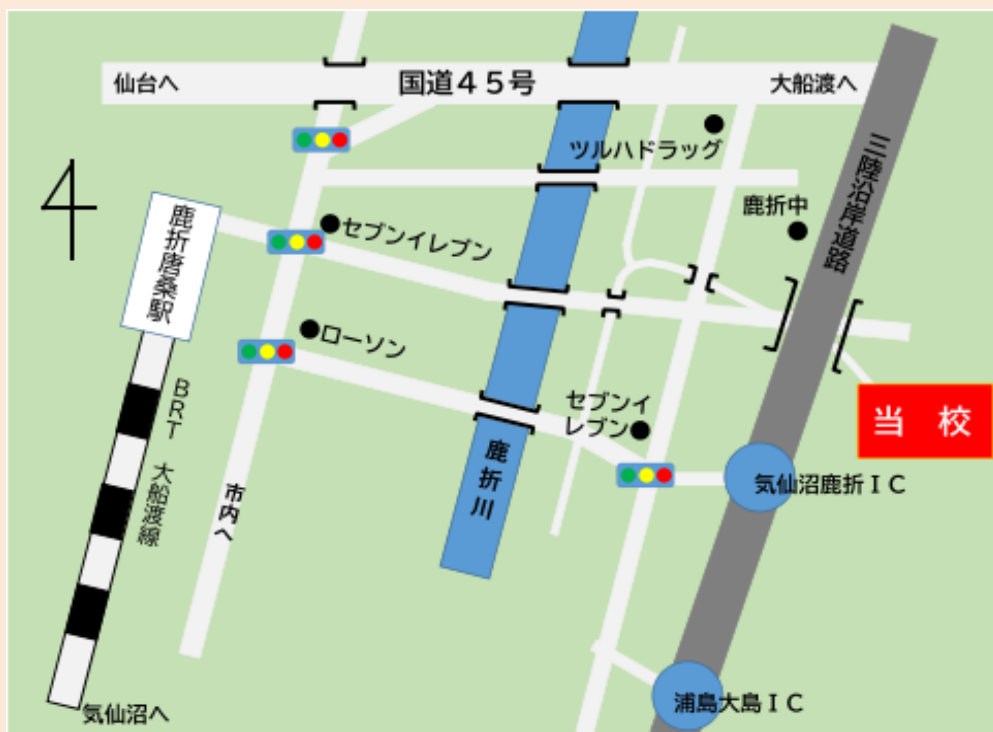 仙台へ
国道４５号
大船渡へ
ツルハドラッグ
三陸沿岸道路
鹿折中
鹿折唐桑駅
セブンイレブン
ローソン
BRT 大船渡線
セブンイ
レブン
当 校
鹿折川
市内へ
気仙沼鹿折ＩＣ
浦島大島ＩＣ
気仙沼へ